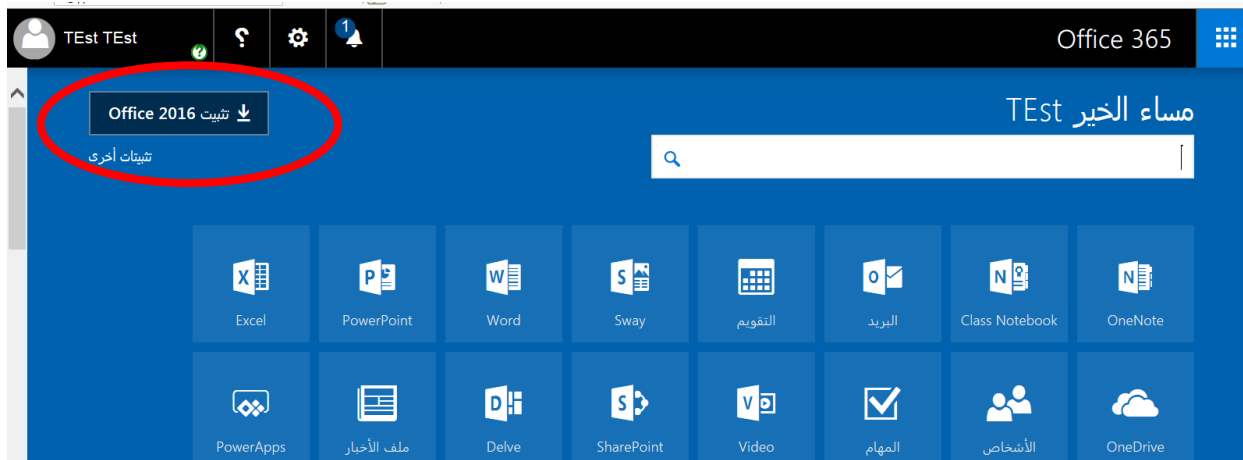 Office 365
1
؟
TEst TEst
مساء الخير TEst
تثبيت Office 2016
تثبيتات أخرى
OneNote
Class Notebook
البريد
التقويم
Sway
Word
PowerPoint
Excel
OneDrive
الأشخاص
المهام
Video
SharePoint
Delve
ملف الأخبار
PowerApps